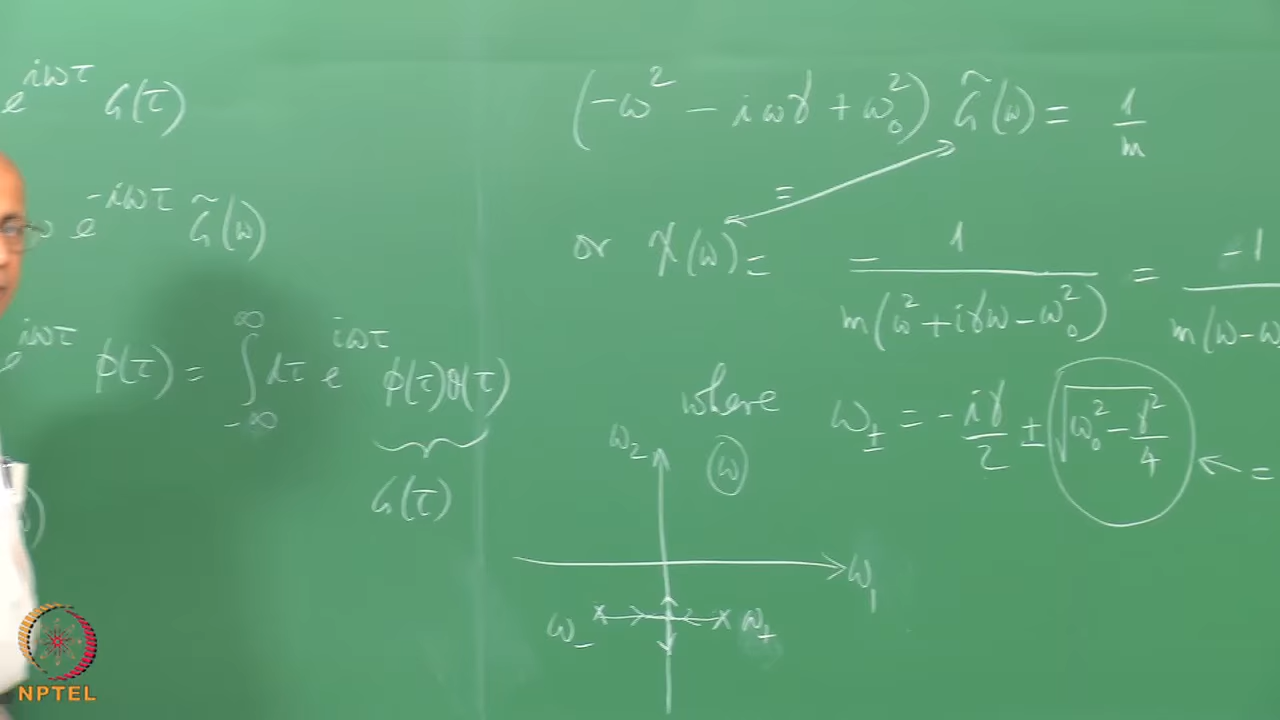 e^{iωτ} G(τ)
ω e^{-iωτ} G̃(ω)
e^{iωτ} φ(τ) = ∫_{-∞}^{∞} dτ e^{iωτ} φ(τ)θ(τ)
G(τ)
(-ω² - iωγ + ω₀²) G̃(ω) = 1/m
=
or χ(ω) = -1/(m(ω² + iγω - ω₀²)) = -1/(m(ω-ω
where ω± = -iγ/2 ± √(ω₀² - γ²/4) ← =
ω₂
ω
ω₁
ω₋ ω₊
NPTEL